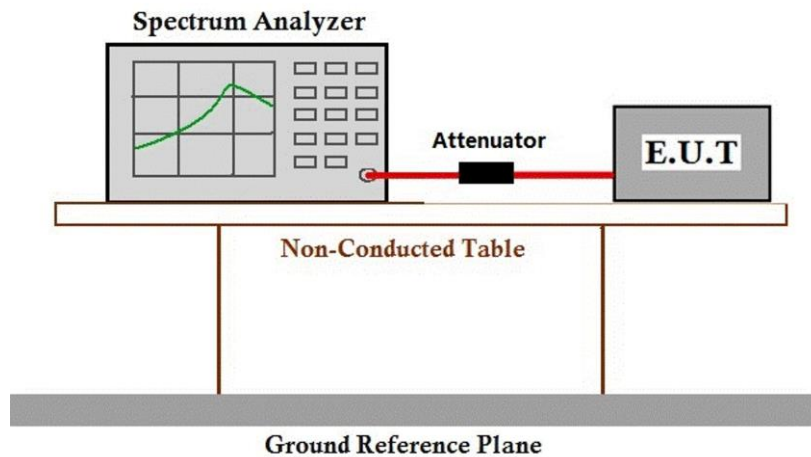 Spectrum Analyzer
Attenuator
E.U.T
Non-Conducted Table
Ground Reference Plane